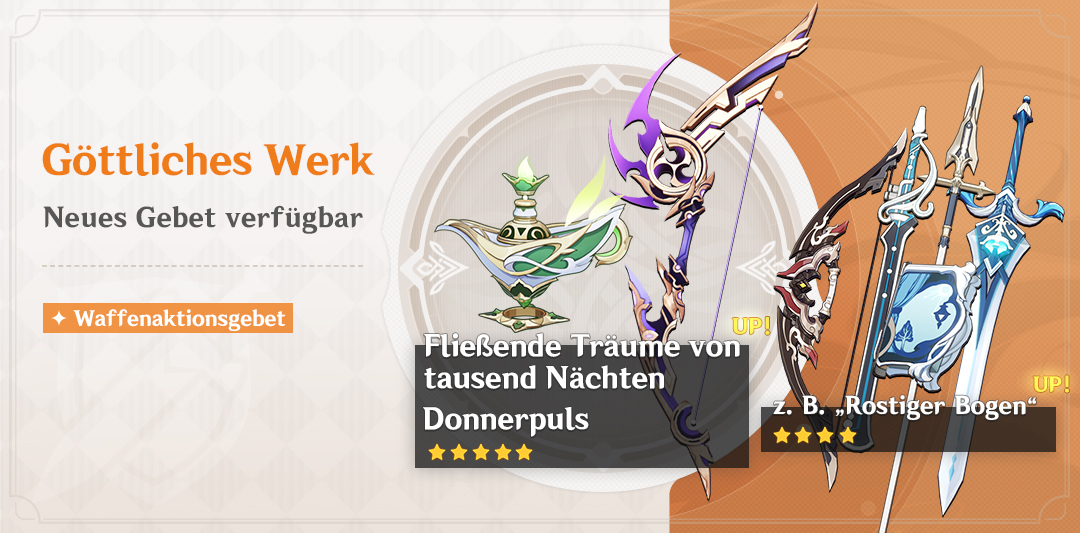 Göttliches Werk
Neues Gebet verfügbar
Waffenaktionsgebet
UP!
Fließende Träume von
tausend Nächten
Donnerpuls
UP!
z. B. „Rostiger Bogen“